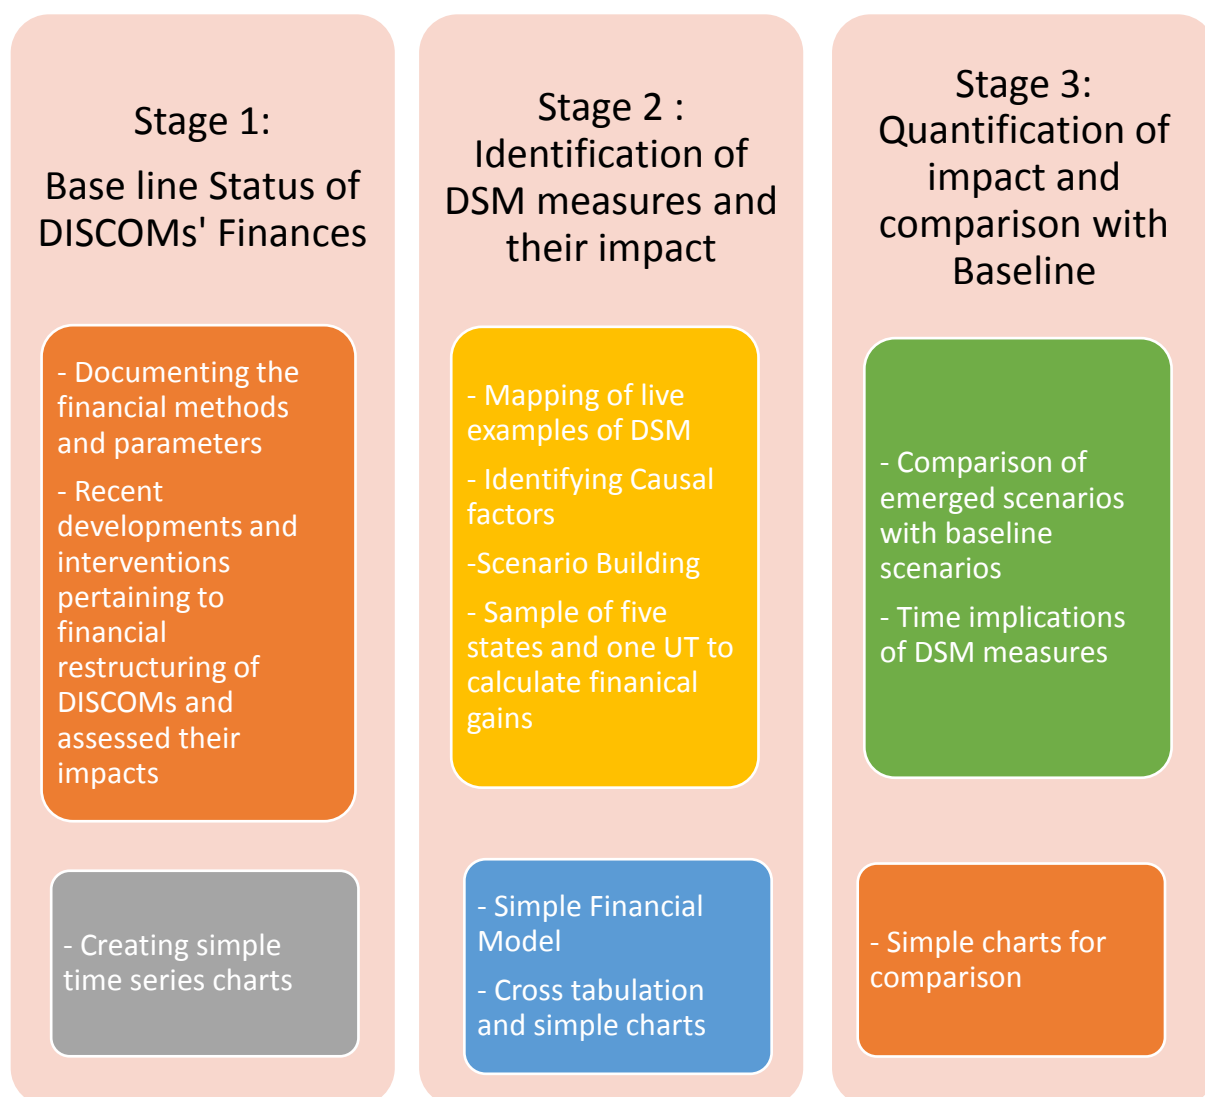 Stage 1:
Base line Status of
DISCOMs' Finances
- Documenting the
financial methods
and parameters
- Recent
developments and
interventions
pertaining to
financial
restructuring of
DISCOMs and
assessed their
impacts
- Creating simple
time series charts
Stage 2 :
Identification of
DSM measures and
their impact
- Mapping of live
examples of DSM
- Identifying Causal
factors
-Scenario Building
- Sample of five
states and one UT to
calculate finanical
gains
- Simple Financial
Model
- Cross tabulation
and simple charts
Stage 3:
Quantification of
impact and
comparison with
Baseline
- Comparison of
emerged scenarios
with baseline
scenarios
- Time implications
of DSM measures
- Simple charts for
comparison